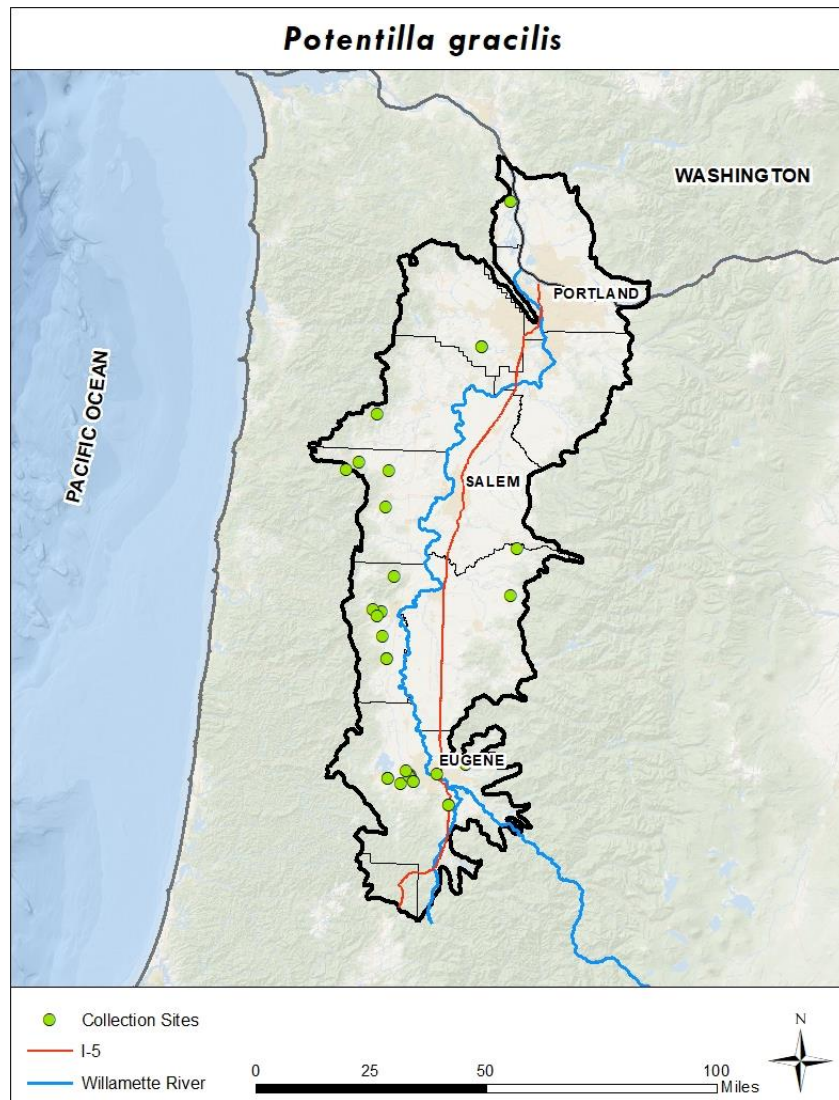 Potentilla gracilis
WASHINGTON
PORTLAND
PACIFIC OCEAN
SALEM
EUGENE
Collection Sites
I-5
Willamette River
0 25 50 100
Miles
N